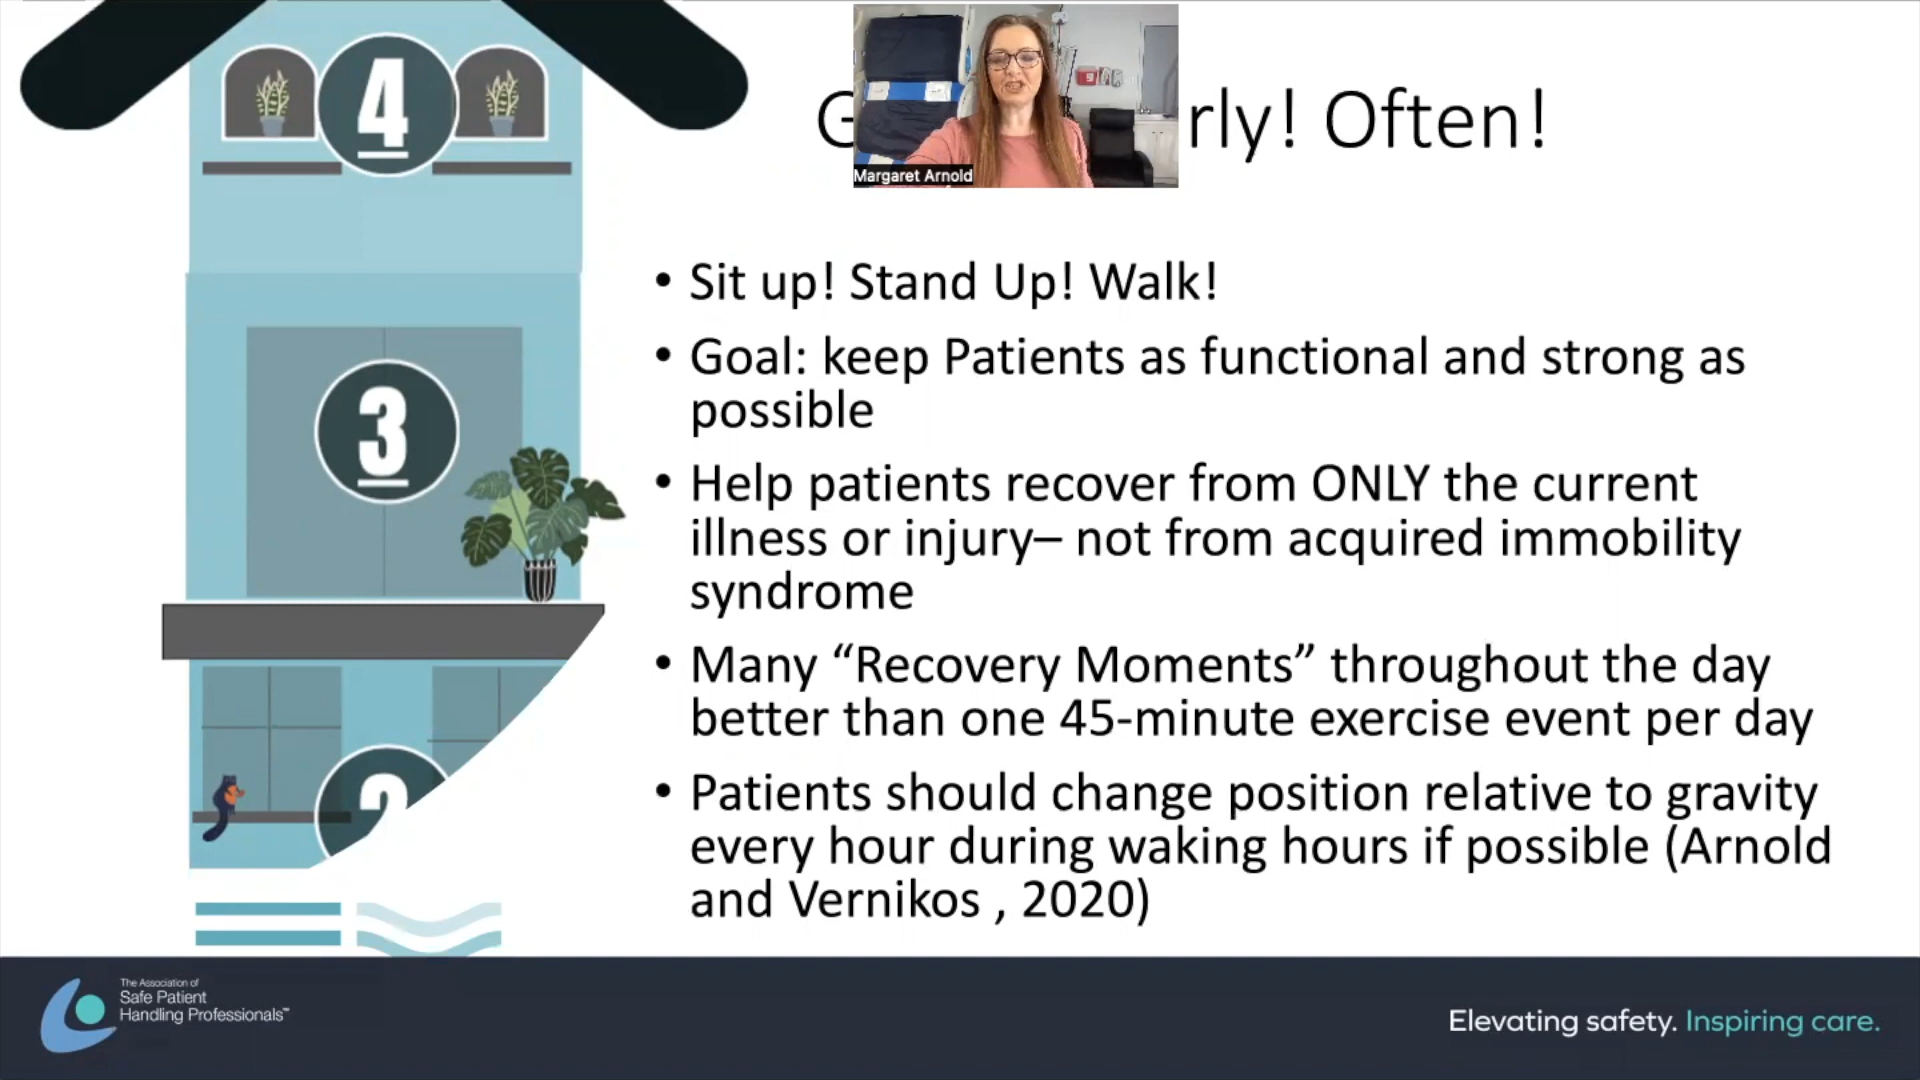 4
rly! Often!
Margaret Arnold
• Sit up! Stand Up! Walk!
• Goal: keep Patients as functional and strong as
possible
3
• Help patients recover from ONLY the current
illness or injury– not from acquired immobility
syndrome
• Many “Recovery Moments” throughout the day
better than one 45-minute exercise event per day
2
• Patients should change position relative to gravity
every hour during waking hours if possible (Arnold
and Vernikos , 2020)
The Association of
Safe Patient
Handling Professionals™
Elevating safety. Inspiring care.